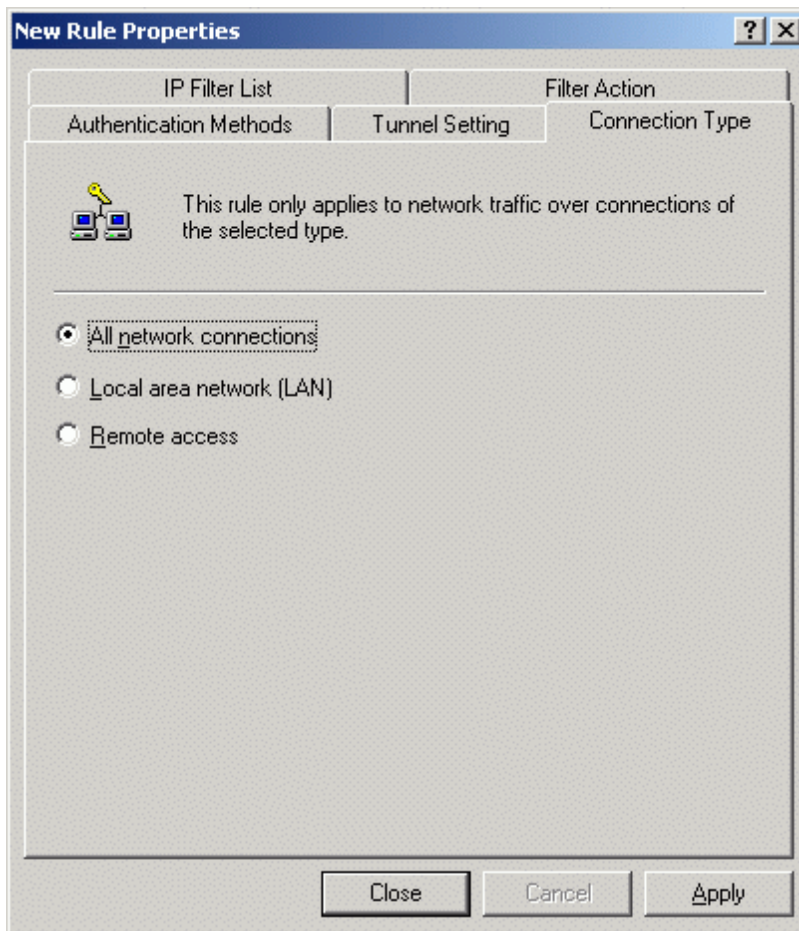 New Rule Properties
IP Filter List Filter Action
Authentication Methods Tunnel Setting Connection Type
This rule only applies to network traffic over connections of
the selected type.
All network connections
Local area network (LAN)
Remote access
Close Cancel Apply